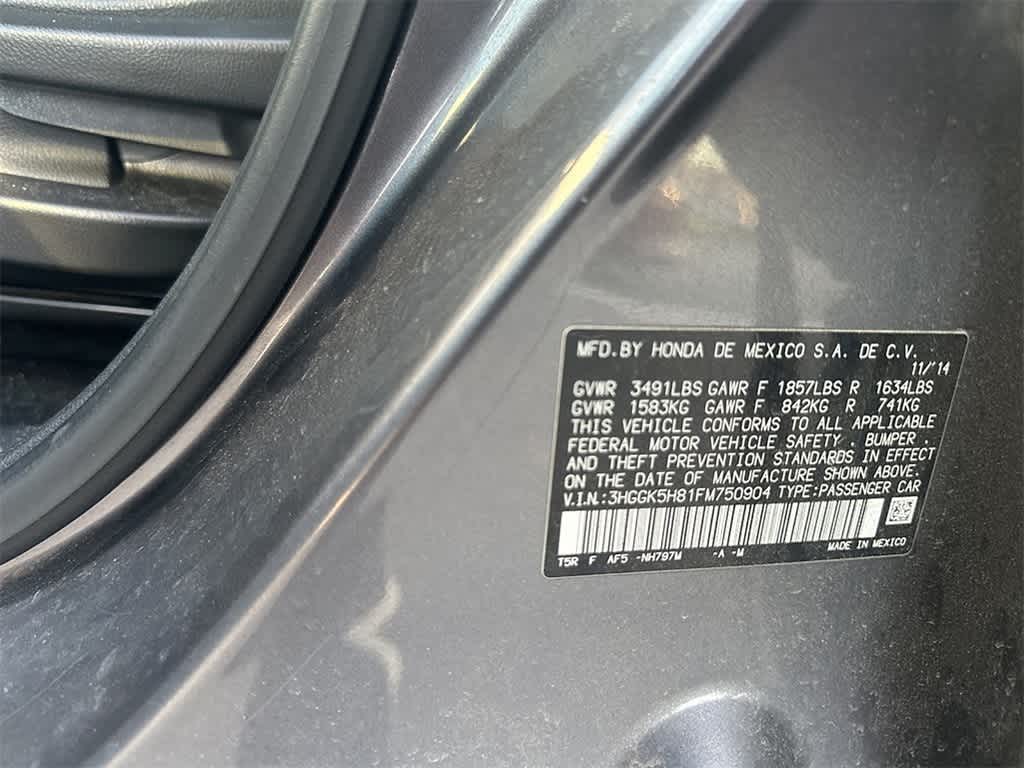 MFD.BY HONDA DE MEXICO S.A. DE C.V.
11/'14
GVWR 3491LBS GAWR F 1857LBS R 1634LBS
GVWR 1583KG GAWR F 842KG R 741KG
THIS VEHICLE CONFORMS TO ALL APPLICABLE
FEDERAL MOTOR VEHICLE SAFETY , BUMPER ,
AND THEFT PREVENTION STANDARDS IN EFFECT
ON THE DATE OF MANUFACTURE SHOWN ABOVE.
V.I.N.:3HGGK5H81FM750904 TYPE:PASSENGER CAR
MADE IN MEXICO
T5R F AF5 -NH797M -A -M